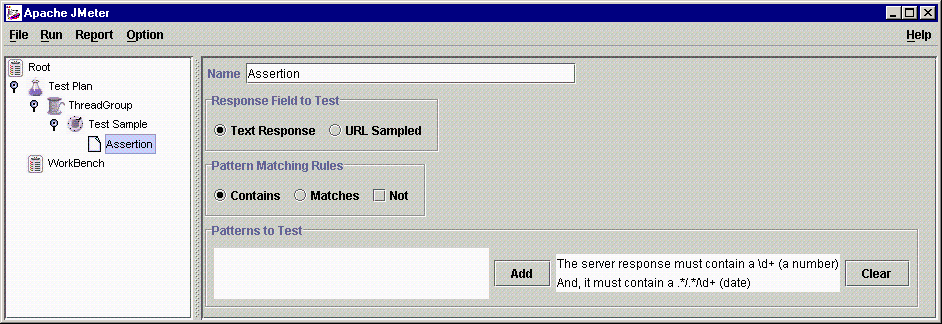 Apache JMeter
File Run Report Option Help
Root
Test Plan
ThreadGroup
Test Sample
Assertion
WorkBench
Name Assertion
Response Field to Test
Text Response URL Sampled
Pattern Matching Rules
Contains Matches Not
Patterns to Test
Add
The server response must contain a \d+ (a number)
And, it must contain a .*/.*/\d+ (date)
Clear